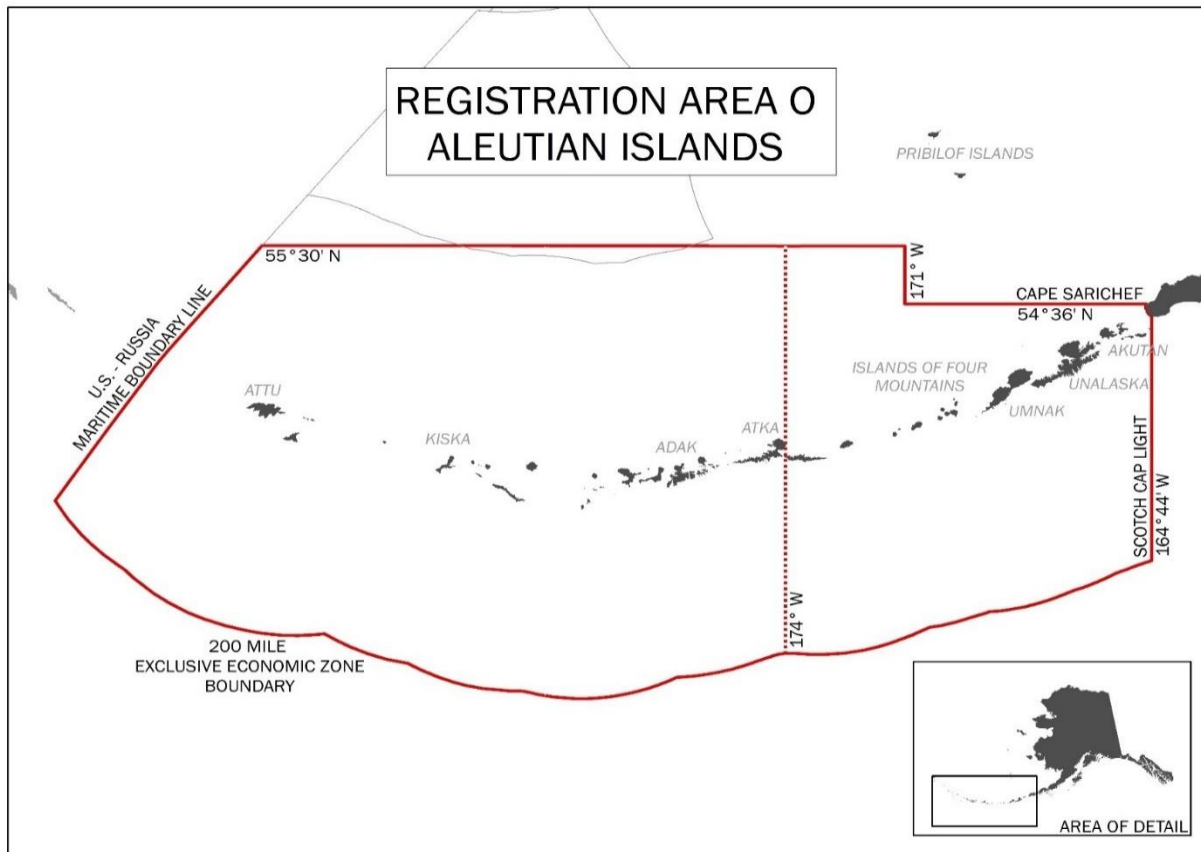 REGISTRATION AREA O
ALEUTIAN ISLANDS
PRIBILOF ISLANDS
55°30' N
171° W
CAPE SARICHEF
54°36' N
U.S. - RUSSIA
MARITIME BOUNDARY LINE
ATTU
KISKA
ADAK
ATKA
ISLANDS OF FOUR
MOUNTAINS
UMNAK
UNALASKA
AKUTAN
SCOTCH CAP LIGHT
164°44' W
174° W
200 MILE
EXCLUSIVE ECONOMIC ZONE
BOUNDARY
AREA OF DETAIL